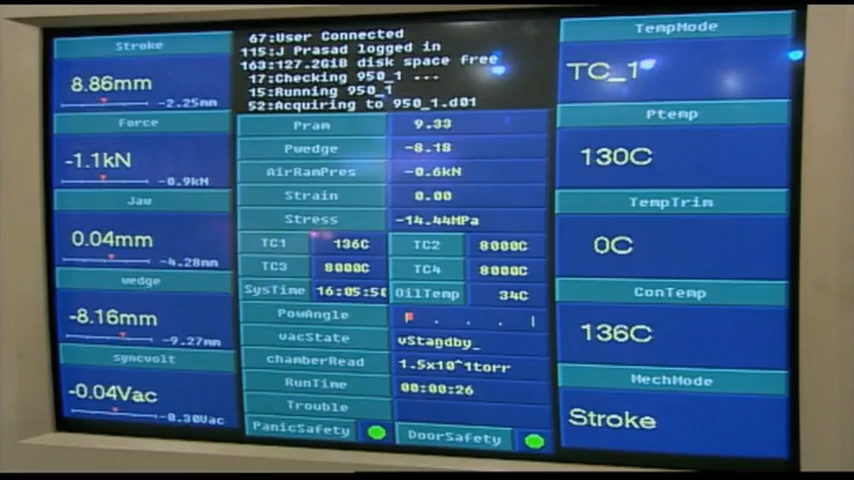 Stroke
8.86mm
-2.25mm
Force
-1.1kN
-0.9kN
Jaw
0.04mm
-4.28mm
wedge
-8.16mm
-9.27mm
syncvolt
-0.04Vac
-0.30Vac
67:User Connected
115:J Prasad logged in
163:127.2GiB disk space free
17:Checking 950_1 ...
15:Running 950_1
52:Acquiring to 950_1.d01
Pram 9.33
Pwedge -8.18
AirRamPres -0.6kN
Strain 0.00
Stress -14.44MPa
TC1 136C TC2 8000C
TC3 8000C TC4 8000C
SysTime 16:05:50 OilTemp 34C
PowAngle
vacState vStandby_
chamberRead 1.5x10^1torr
RunTime 00:00:26
Trouble
PanicSafety DoorSafety
TempMode
TC_1
Ptemp
130C
TempTrim
0C
ConTemp
136C
MechMode
Stroke